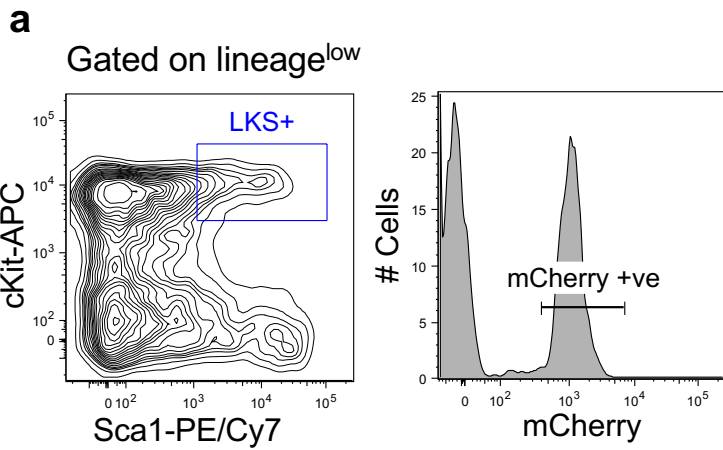 a
Gated on lineage^low
LKS+
cKit-APC
10^5
10^4
10^3
10^2
0
0 10^2 10^3 10^4 10^5
Sca1-PE/Cy7
# Cells
25
20
15
10
5
0
mCherry +ve
0 10^2 10^3 10^4 10^5
mCherry